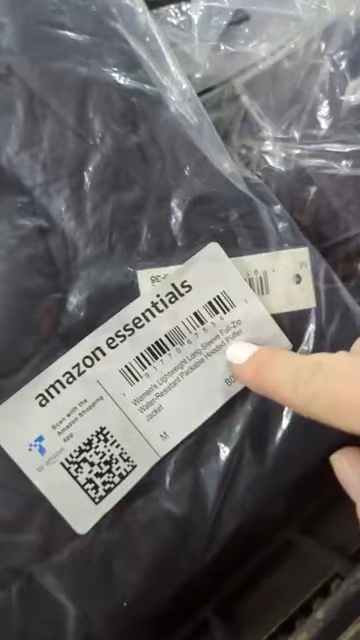 amazon essentials
Women's Lightweight Long-Sleeve Full-Zip
Water-Resistant Packable Hooded Puffer
Jacket
M
Scan with the
Amazon Shopping
app